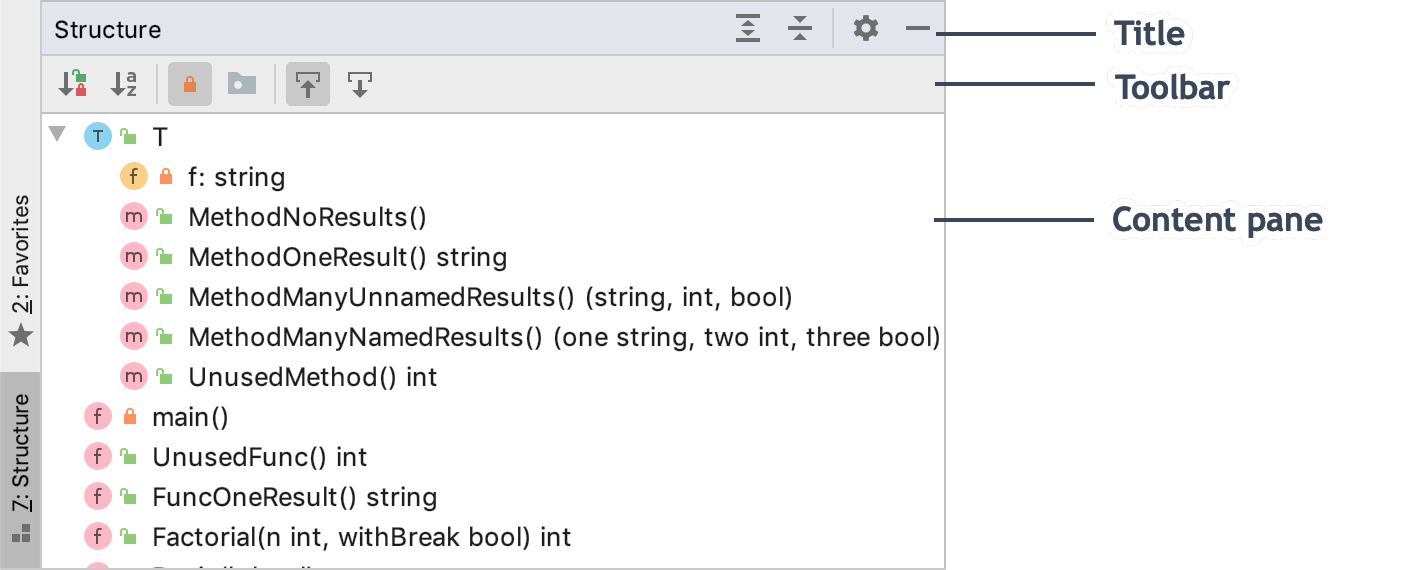 Structure
Title
Toolbar
T
f: string
MethodNoResults()
Content pane
MethodOneResult() string
MethodManyUnnamedResults() (string, int, bool)
MethodManyNamedResults() (one string, two int, three bool)
UnusedMethod() int
main()
UnusedFunc() int
FuncOneResult() string
Factorial(n int, withBreak bool) int
2: Favorites
7: Structure